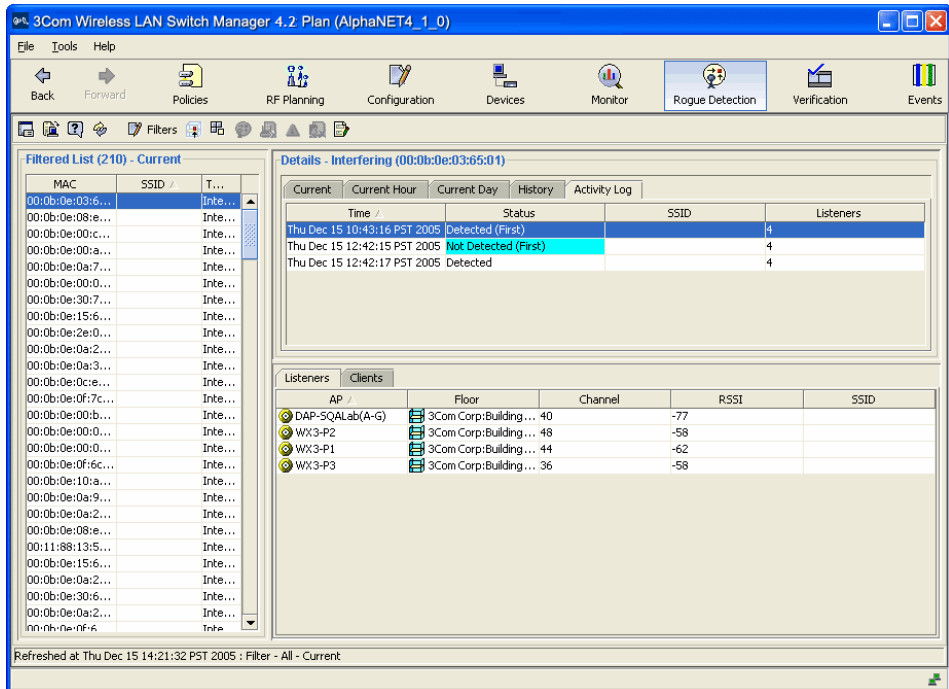 3Com Wireless LAN Switch Manager 4.2 Plan (AlphaNET4_1_0)
File Tools Help
Back Forward Policies RF Planning Configuration Devices Monitor Rogue Detection Verification Events
Filters
Filtered List (210) - Current
MAC SSID T...
00:0b:0e:03:6... Inte...
00:0b:0e:08:e... Inte...
00:0b:0e:00:c... Inte...
00:0b:0e:00:a... Inte...
00:0b:0e:0a:7... Inte...
00:0b:0e:00:0... Inte...
00:0b:0e:30:7... Inte...
00:0b:0e:15:6... Inte...
00:0b:0e:2e:0... Inte...
00:0b:0e:0a:2... Inte...
00:0b:0e:0a:3... Inte...
00:0b:0e:0c:e... Inte...
00:0b:0e:0f:7c... Inte...
00:0b:0e:00:b... Inte...
00:0b:0e:00:0... Inte...
00:0b:0e:00:0... Inte...
00:0b:0e:0f:6c... Inte...
00:0b:0e:10:a... Inte...
00:0b:0e:0a:9... Inte...
00:0b:0e:0a:2... Inte...
00:0b:0e:08:e... Inte...
00:11:88:13:5... Inte...
00:0b:0e:15:6... Inte...
00:0b:0e:0a:2... Inte...
00:0b:0e:30:6... Inte...
00:0b:0e:0a:2... Inte...
00:0b:0e:0f:6... Inte...
Details - Interfering (00:0b:0e:03:65:01)
Current Current Hour Current Day History Activity Log
Time Status SSID Listeners
Thu Dec 15 10:43:16 PST 2005 Detected (First) 4
Thu Dec 15 12:42:15 PST 2005 Not Detected (First) 4
Thu Dec 15 12:42:17 PST 2005 Detected 4
Listeners Clients
AP Floor Channel RSSI SSID
DAP-SQALab(A-G) 3Com Corp:Building... 40 -77
WX3-P2 3Com Corp:Building... 48 -58
WX3-P1 3Com Corp:Building... 44 -62
WX3-P3 3Com Corp:Building... 36 -58
Refreshed at Thu Dec 15 14:21:32 PST 2005 : Filter - All - Current